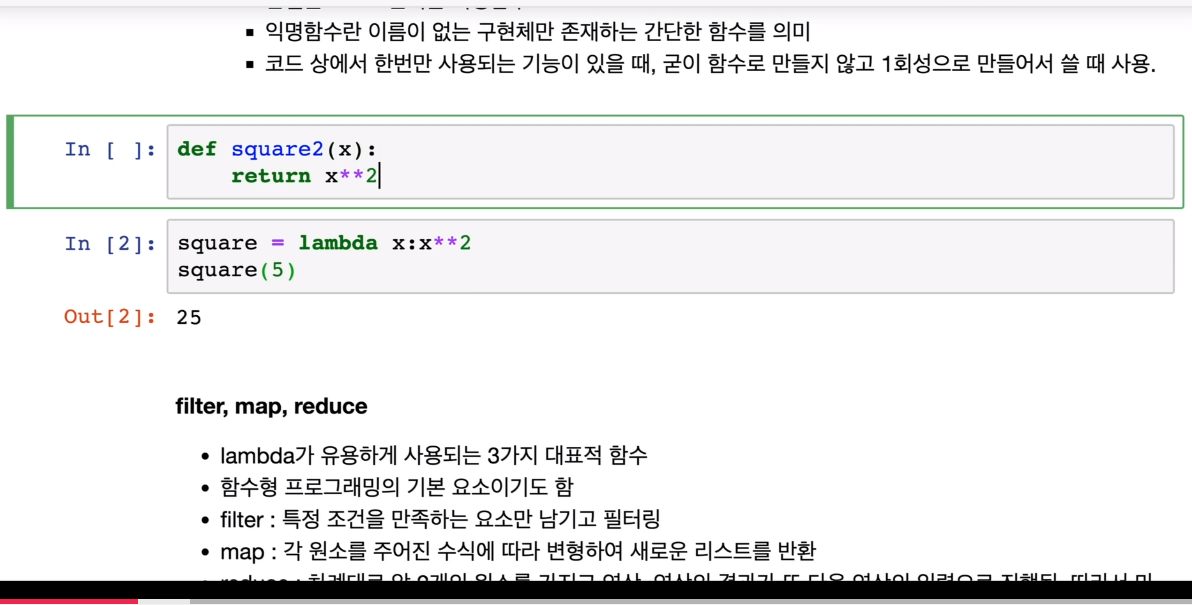 익명함수란 이름이 없는 구현체만 존재하는 간단한 함수를 의미
코드 상에서 한번만 사용되는 기능이 있을 때, 굳이 함수로 만들지 않고 1회성으로 만들어서 쓸 때 사용.
In [ ]: def square2(x):
return x**2
In [2]: square = lambda x:x**2
square(5)
Out[2]: 25
filter, map, reduce
lambda가 유용하게 사용되는 3가지 대표적 함수
함수형 프로그래밍의 기본 요소이기도 함
filter : 특정 조건을 만족하는 요소만 남기고 필터링
map : 각 원소를 주어진 수식에 따라 변형하여 새로운 리스트를 반환